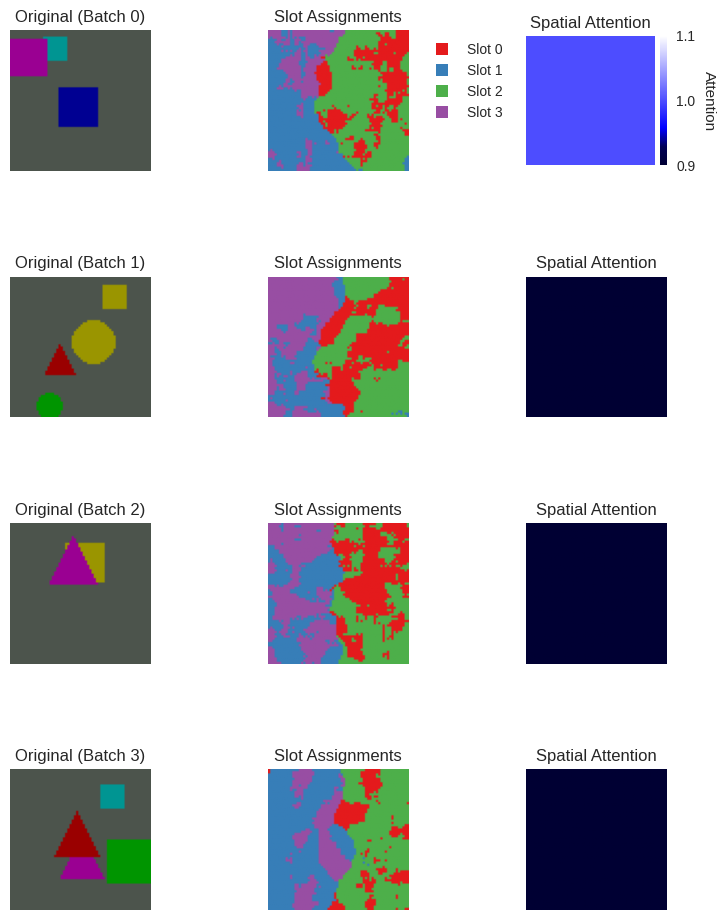 Original (Batch 0)
Slot Assignments
Spatial Attention
Slot 0
Slot 1
Slot 2
Slot 3
1.1
1.0
0.9
Attention
Original (Batch 1)
Slot Assignments
Spatial Attention
Original (Batch 2)
Slot Assignments
Spatial Attention
Original (Batch 3)
Slot Assignments
Spatial Attention